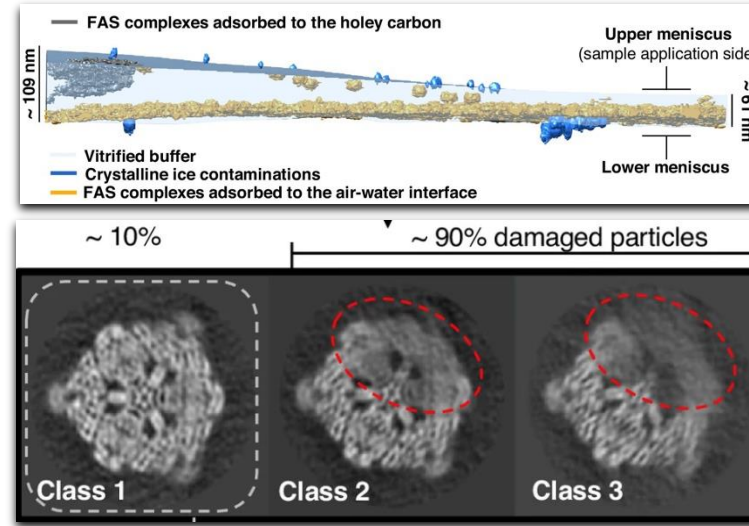 FAS complexes adsorbed to the holey carbon
Upper meniscus
(sample application side
~ 109 nm
Vitrified buffer
Crystalline ice contaminations
FAS complexes adsorbed to the air-water interface
Lower meniscus
~ 10%
~ 90% damaged particles
Class 1
Class 2
Class 3